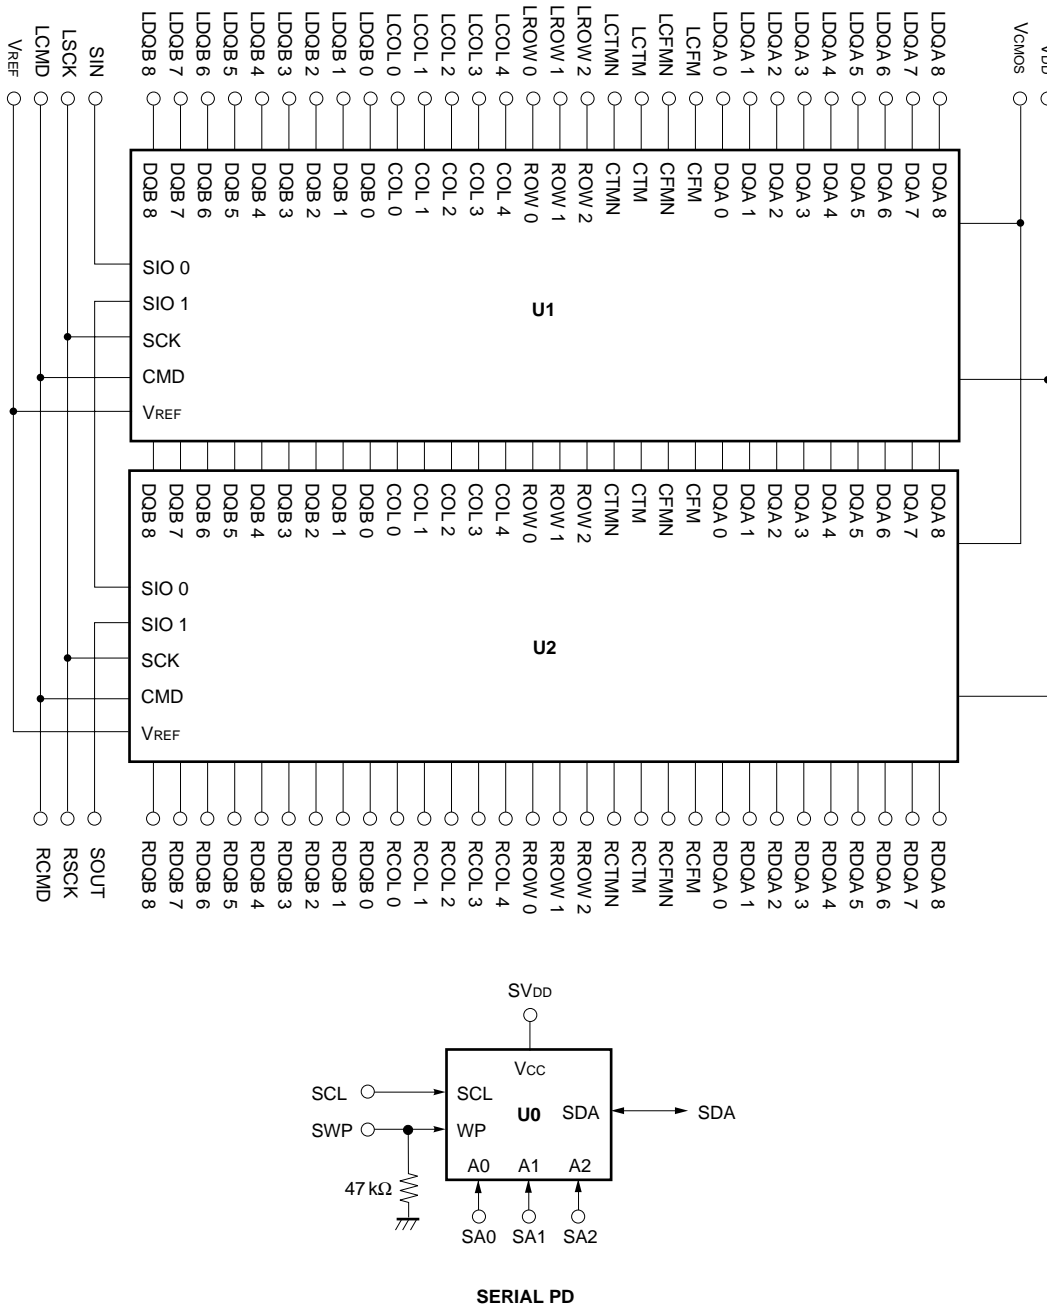 VREF
LCMD
LSCK
SIN
LDQB 8
LDQB 7
LDQB 6
LDQB 5
LDQB 4
LDQB 3
LDQB 2
LDQB 1
LDQB 0
LCOL 0
LCOL 1
LCOL 2
LCOL 3
LCOL 4
LROW 0
LROW 1
LROW 2
LCTMN
LCTM
LCFMN
LCFM
LDQA 0
LDQA 1
LDQA 2
LDQA 3
LDQA 4
LDQA 5
LDQA 6
LDQA 7
LDQA 8
VCMOS
VDD
DQB 8
DQB 7
DQB 6
DQB 5
DQB 4
DQB 3
DQB 2
DQB 1
DQB 0
COL 0
COL 1
COL 2
COL 3
COL 4
ROW 0
ROW 1
ROW 2
CTMN
CTM
CFMN
CFM
DQA 0
DQA 1
DQA 2
DQA 3
DQA 4
DQA 5
DQA 6
DQA 7
DQA 8
SIO 0
SIO 1
SCK
CMD
VREF
U1
DQB 8
DQB 7
DQB 6
DQB 5
DQB 4
DQB 3
DQB 2
DQB 1
DQB 0
COL 0
COL 1
COL 2
COL 3
COL 4
ROW 0
ROW 1
ROW 2
CTMN
CTM
CFMN
CFM
DQA 0
DQA 1
DQA 2
DQA 3
DQA 4
DQA 5
DQA 6
DQA 7
DQA 8
SIO 0
SIO 1
SCK
CMD
VREF
U2
RCMD
RSCK
SOUT
RDQB 8
RDQB 7
RDQB 6
RDQB 5
RDQB 4
RDQB 3
RDQB 2
RDQB 1
RDQB 0
RCOL 0
RCOL 1
RCOL 2
RCOL 3
RCOL 4
RROW 0
RROW 1
RROW 2
RCTMN
RCTM
RCFMN
RCFM
RDQA 0
RDQA 1
RDQA 2
RDQA 3
RDQA 4
RDQA 5
RDQA 6
RDQA 7
RDQA 8
SVDD
VCC
SCL
SCL
U0
SDA
SDA
SWP
WP
A0
A1
A2
47 kΩ
SA0
SA1
SA2
SERIAL PD